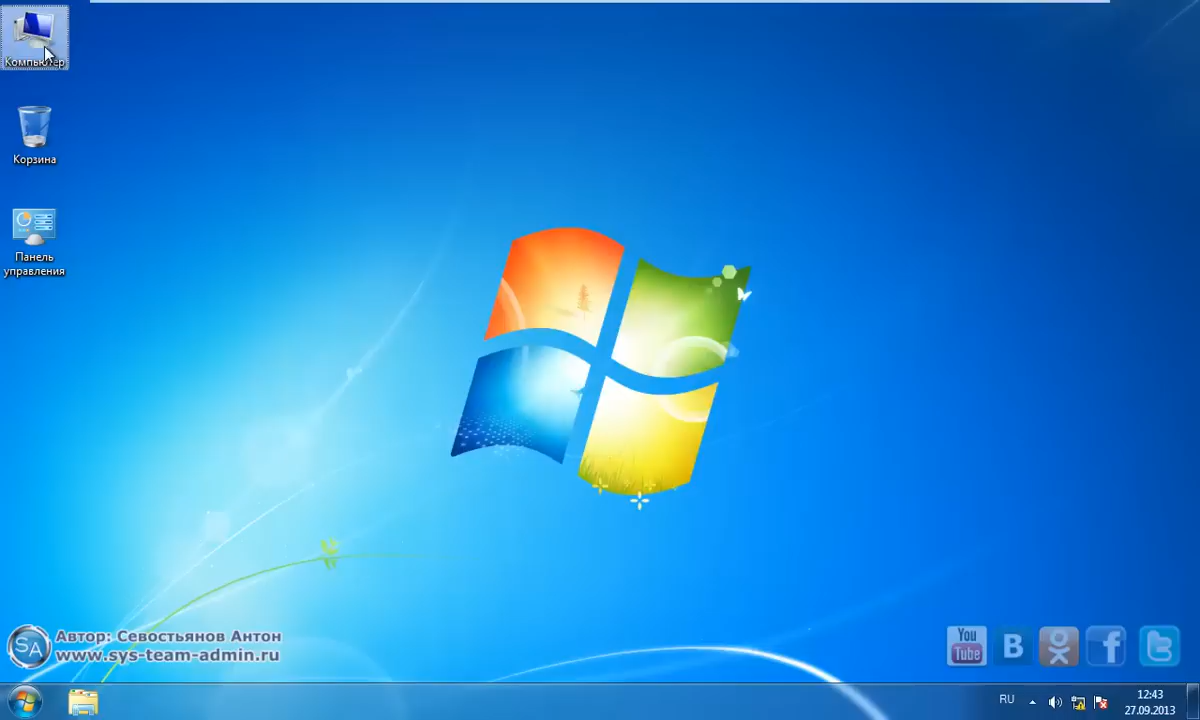 Компьютер
Корзина
Панель
управления
SA
Автор: Севостьянов Антон
www.sys-team-admin.ru
You
Tube
B
f
t
RU
12:43
27.09.2013